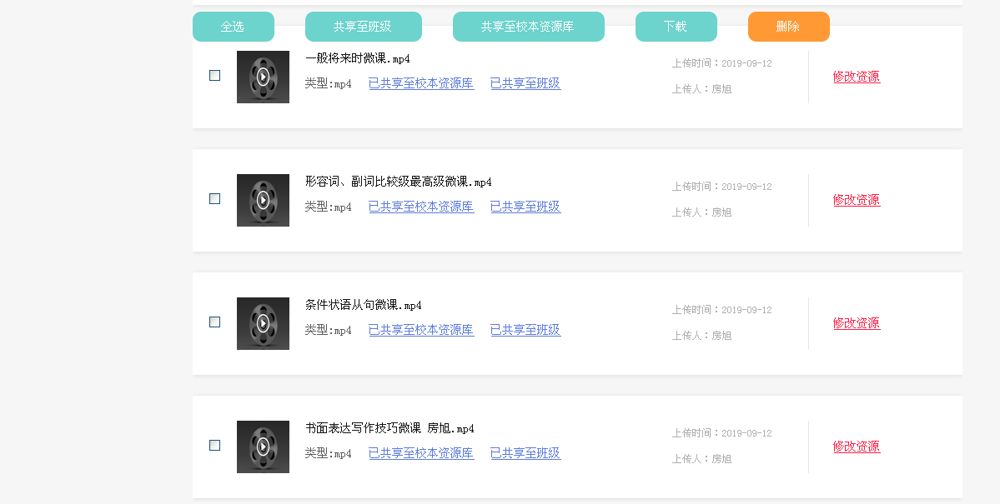 全选 共享至班级 共享至校本资源库 下载 删除
一般将来时微课.mp4
上传时间：2019-09-12
类型:mp4 已共享至校本资源库 已共享至班级
上传人：房旭
修改资源
形容词、副词比较级最高级微课.mp4
上传时间：2019-09-12
类型:mp4 已共享至校本资源库 已共享至班级
上传人：房旭
修改资源
条件状语从句微课.mp4
上传时间：2019-09-12
类型:mp4 已共享至校本资源库 已共享至班级
上传人：房旭
修改资源
书面表达写作技巧微课 房旭.mp4
上传时间：2019-09-12
类型:mp4 已共享至校本资源库 已共享至班级
上传人：房旭
修改资源